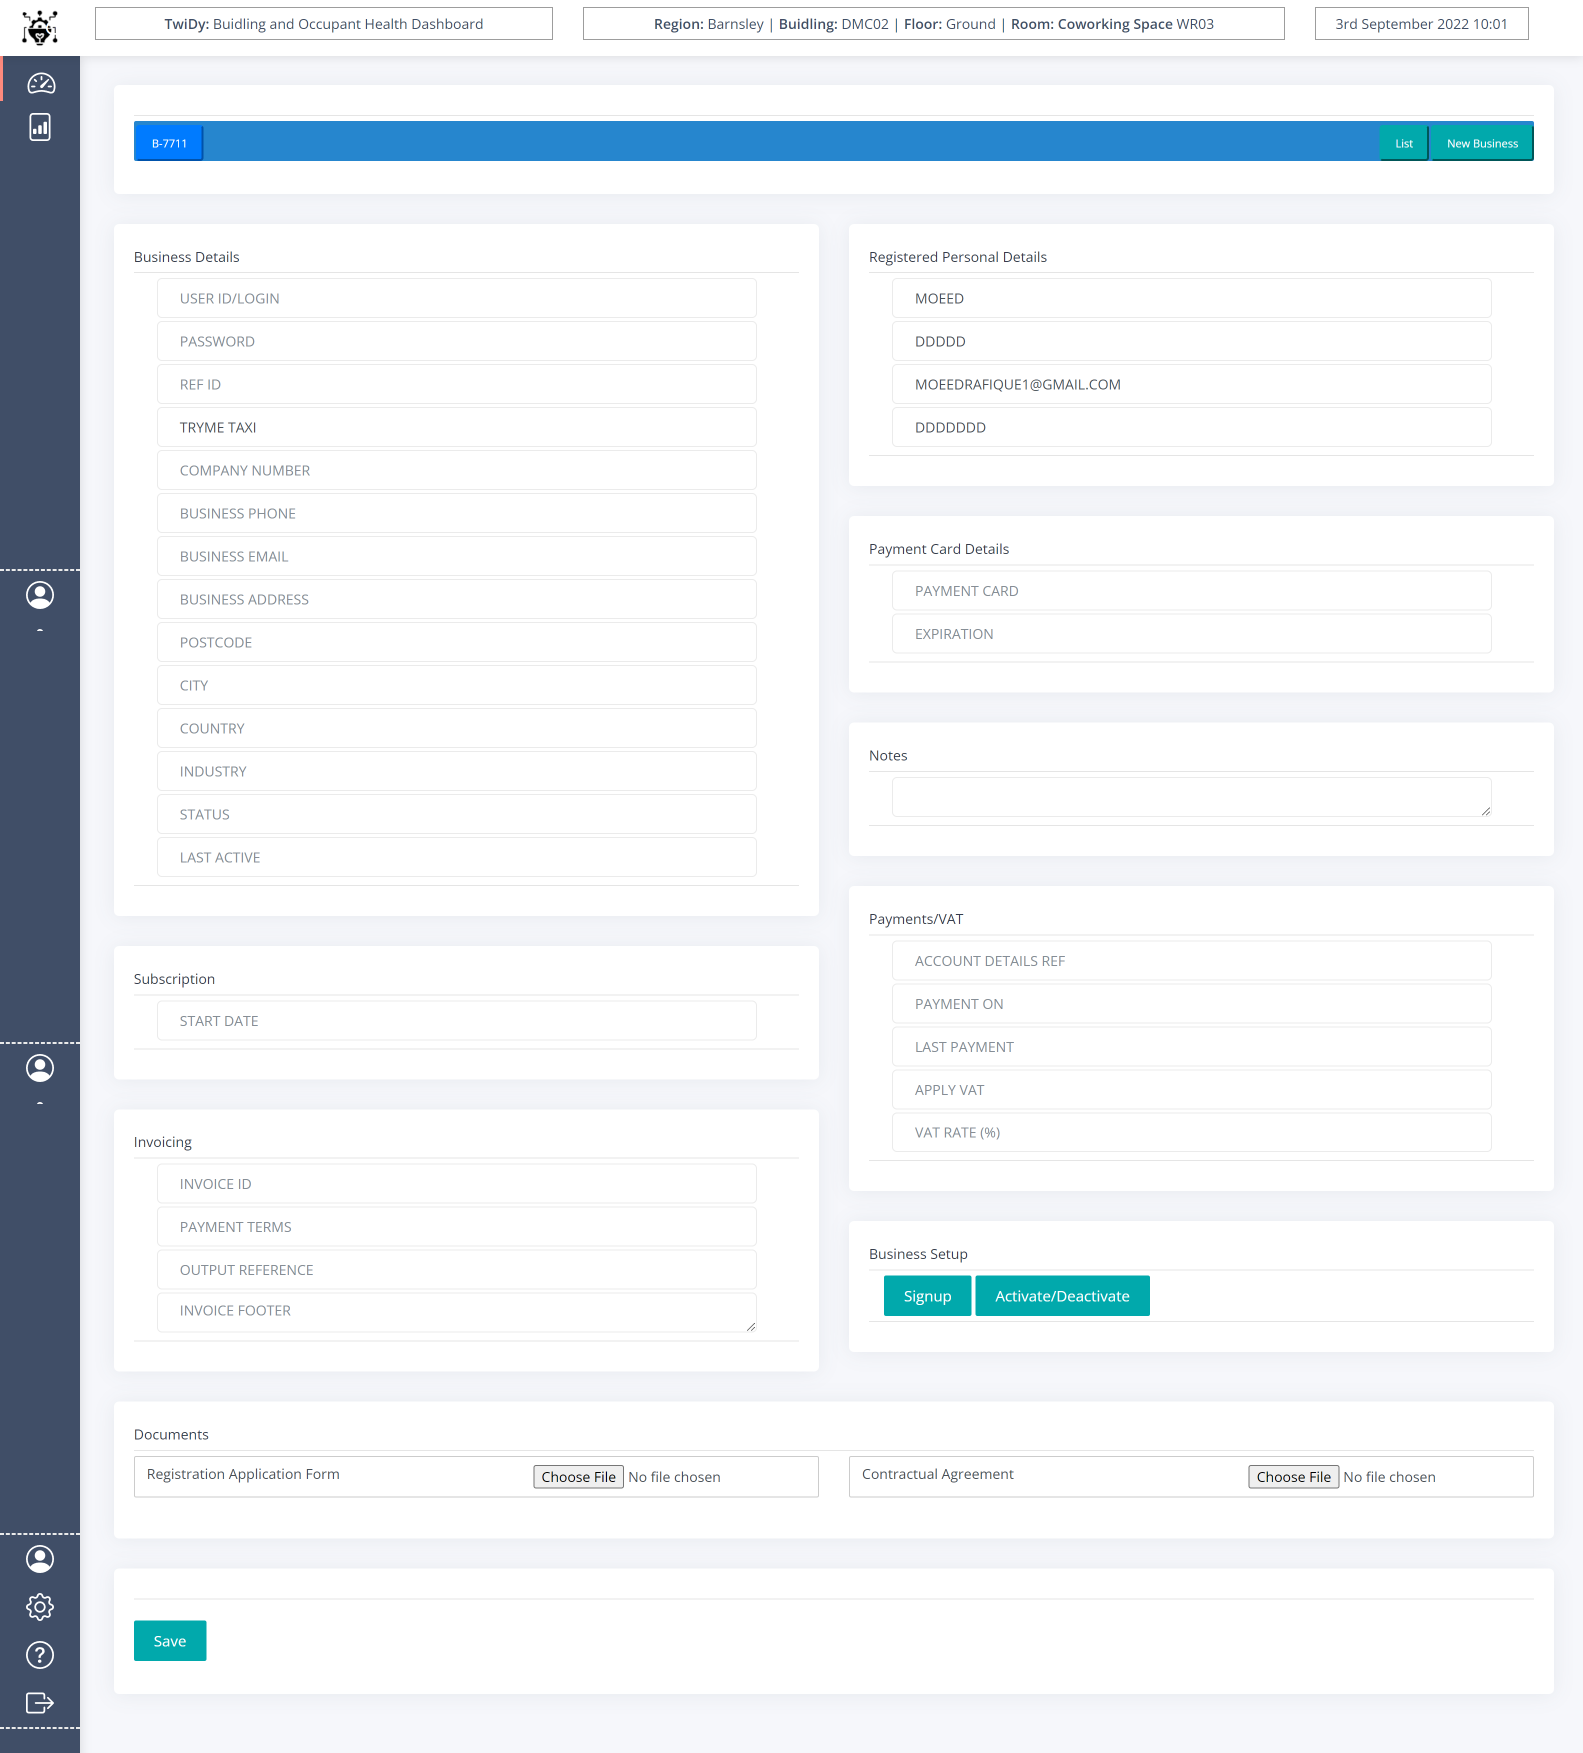 TwiDy: Buidling and Occupant Health Dashboard
Region: Barnsley | Buidling: DMC02 | Floor: Ground | Room: Coworking Space WR03
3rd September 2022 10:01
B-7711
List
New Business
Business Details
USER ID/LOGIN
PASSWORD
REF ID
TRYME TAXI
COMPANY NUMBER
BUSINESS PHONE
BUSINESS EMAIL
BUSINESS ADDRESS
POSTCODE
CITY
COUNTRY
INDUSTRY
STATUS
LAST ACTIVE
Subscription
START DATE
Invoicing
INVOICE ID
PAYMENT TERMS
OUTPUT REFERENCE
INVOICE FOOTER
Registered Personal Details
MOEED
DDDDD
MOEEDRAFIQUE1@GMAIL.COM
DDDDDDD
Payment Card Details
PAYMENT CARD
EXPIRATION
Notes
Payments/VAT
ACCOUNT DETAILS REF
PAYMENT ON
LAST PAYMENT
APPLY VAT
VAT RATE (%)
Business Setup
Signup
Activate/Deactivate
Documents
Registration Application Form
Choose File No file chosen
Contractual Agreement
Choose File No file chosen
Save